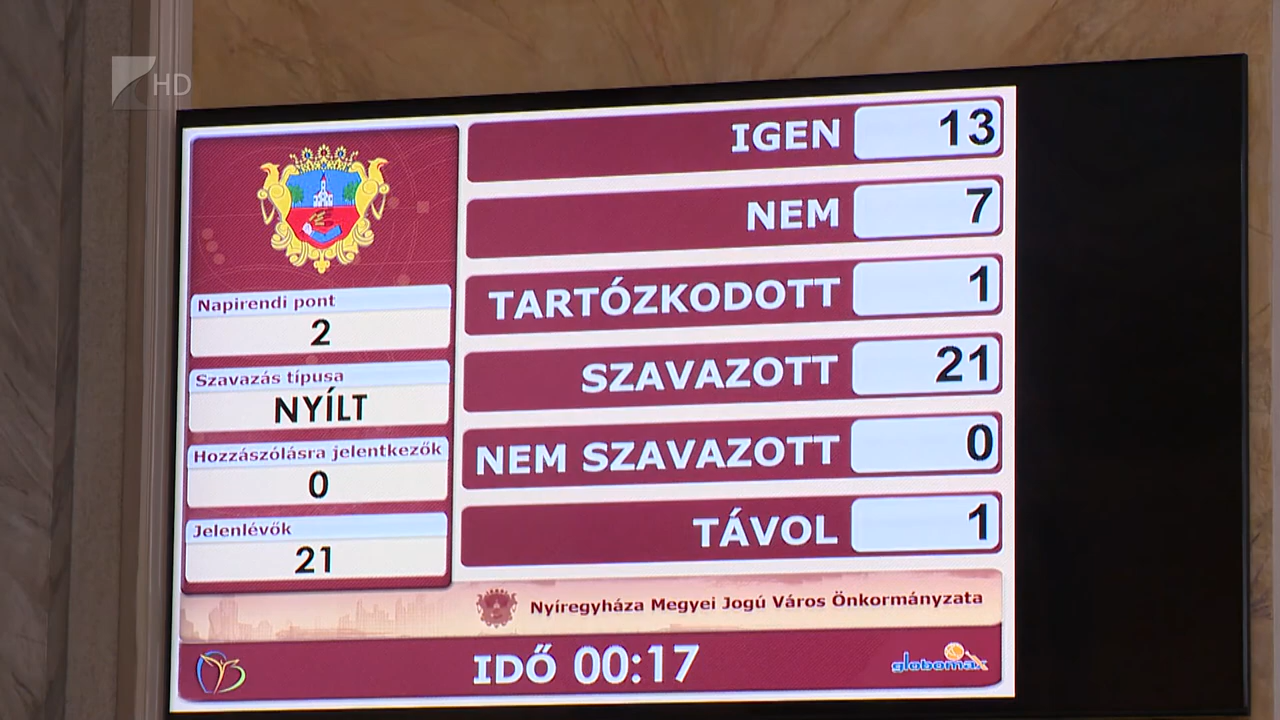 HD
Napirendi pont
2
Szavazás típusa
NYÍLT
Hozzászólásra jelentkezők
0
Jelenlévők
21
IGEN 13
NEM 7
TARTÓZKODOTT 1
SZAVAZOTT 21
NEM SZAVAZOTT 0
TÁVOL 1
Nyíregyháza Megyei Jogú Város Önkormányzata
IDŐ 00:17
globomax